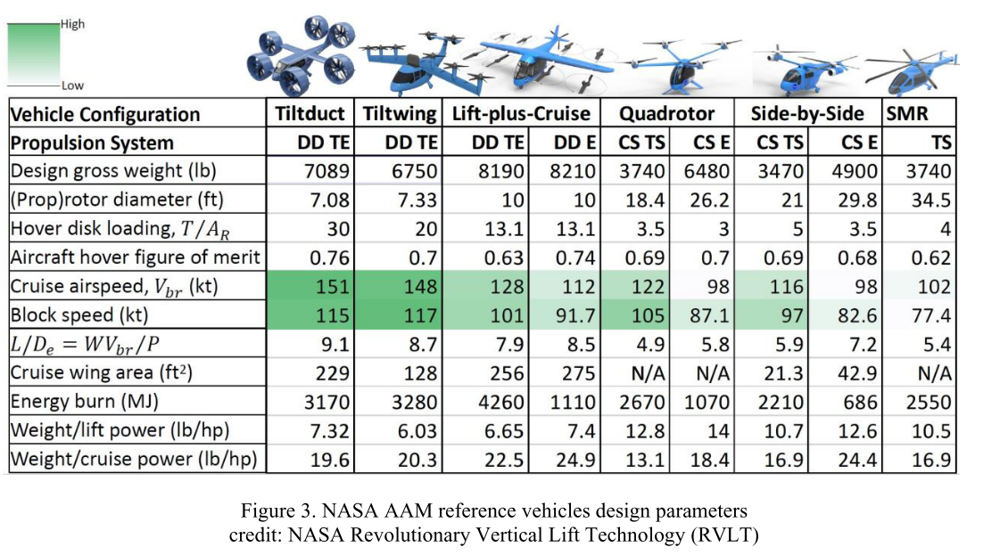 High
Low
Vehicle Configuration Tiltduct Tiltwing Lift-plus-Cruise Quadrotor Side-by-Side SMR
Propulsion System DD TE DD TE DD TE DD E CS TS CS E CS TS CS E TS
Design gross weight (lb) 7089 6750 8190 8210 3740 6480 3470 4900 3740
(Prop)rotor diameter (ft) 7.08 7.33 10 10 18.4 26.2 21 29.8 34.5
Hover disk loading, T/A_R 30 20 13.1 13.1 3.5 3 5 3.5 4
Aircraft hover figure of merit 0.76 0.7 0.63 0.74 0.69 0.7 0.69 0.68 0.62
Cruise airspeed, V_br (kt) 151 148 128 112 122 98 116 98 102
Block speed (kt) 115 117 101 91.7 105 87.1 97 82.6 77.4
L/D_e = WV_br/P 9.1 8.7 7.9 8.5 4.9 5.8 5.9 7.2 5.4
Cruise wing area (ft²) 229 128 256 275 N/A N/A 21.3 42.9 N/A
Energy burn (MJ) 3170 3280 4260 1110 2670 1070 2210 686 2550
Weight/lift power (lb/hp) 7.32 6.03 6.65 7.4 12.8 14 10.7 12.6 10.5
Weight/cruise power (lb/hp) 19.6 20.3 22.5 24.9 13.1 18.4 16.9 24.4 16.9
Figure 3. NASA AAM reference vehicles design parameters
credit: NASA Revolutionary Vertical Lift Technology (RVLT)